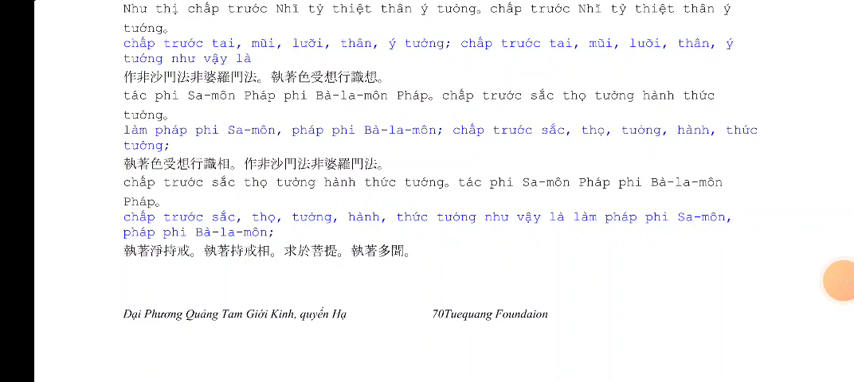 Như thị chấp trước Nhĩ tỷ thiệt thân ý tưởng。chấp trước Nhĩ tỷ thiệt thân ý
tướng。
chấp trước tai, mũi, lưỡi, thân, ý tưởng; chấp trước tai, mũi, lưỡi, thân, ý
tướng như vậy là
作非沙門法非婆羅門法。執著色受想行識想。
tác phi Sa-môn Pháp phi Bà-la-môn Pháp。chấp trước sắc thọ tưởng hành thức
tưởng。
làm pháp phi Sa-môn, pháp phi Bà-la-môn; chấp trước sắc, thọ, tưởng, hành, thức
tưởng;
執著色受想行識相。作非沙門法非婆羅門法。
chấp trước sắc thọ tưởng hành thức tướng。tác phi Sa-môn Pháp phi Bà-la-môn
Pháp。
chấp trước sắc, thọ, tưởng, hành, thức tướng như vậy là làm pháp phi Sa-môn,
pháp phi Bà-la-môn;
執著淨持戒。執著持戒相。求於菩提。執著多聞。
Đại Phương Quảng Tam Giới Kinh, quyển Hạ 70Tuequang Foundaion